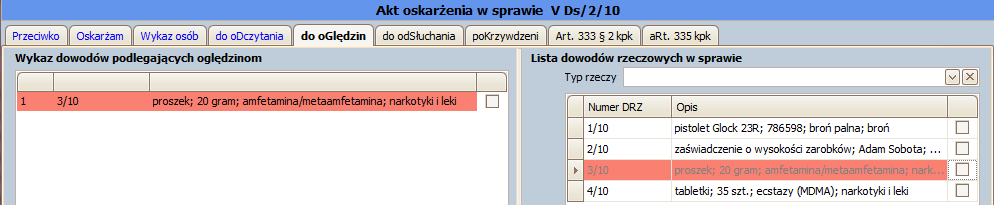 Akt oskarżenia w sprawie V Ds/2/10
Przeciwko Oskarżam Wykaz osób do oDczytania do oGlędzin do odSłuchania poKrzywdzeni Art. 333 § 2 kpk aRt. 335 kpk
Wykaz dowodów podlegających oględzinom
1 3/10 proszek; 20 gram; amfetamina/metaamfetamina; narkotyki i leki
Lista dowodów rzeczowych w sprawie
Typ rzeczy
Numer DRZ Opis
1/10 pistolet Glock 23R; 786598; broń palna; broń
2/10 zaświadczenie o wysokości zarobków; Adam Sobota; ...
3/10 proszek; 20 gram; amfetamina/metaamfetamina; nark...
4/10 tabletki; 35 szt.; ecstazy (MDMA); narkotyki i leki